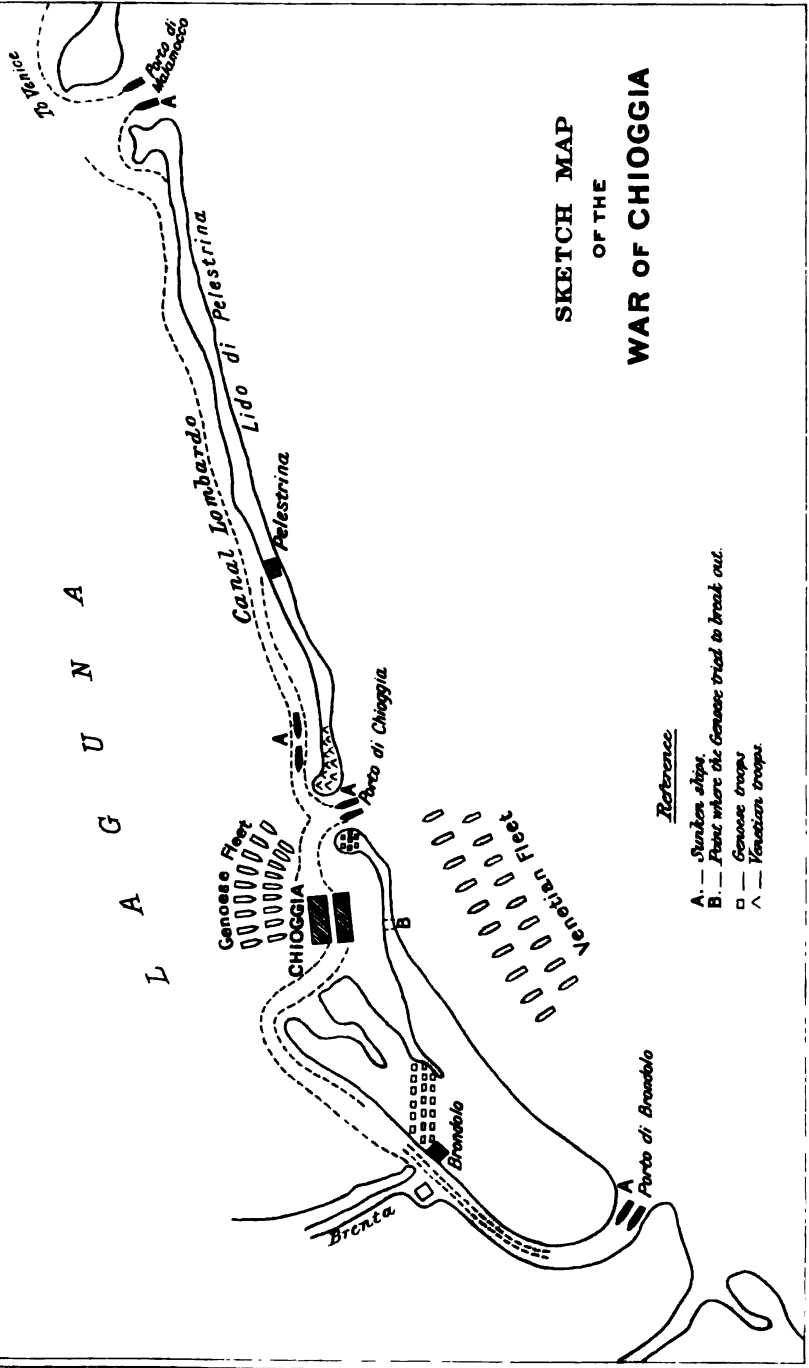 SKETCH MAP
OF THE
WAR OF CHIOGGIA
To Venice
Porto di
Malamocco
A
LAGUNA
Canal Lombardo
Lido di Pelestrina
Pelestrina
A
A
Porto di Chioggia
Genoese Fleet
CHIOGGIA
B
Venetian Fleet
Brondolo
Brenta
A
Porto di Brondolo
Reference
A. — Sunken ships.
B. — Point where the Genoese tried to break out.
□ — Genoese troops
^ — Venetian troops.